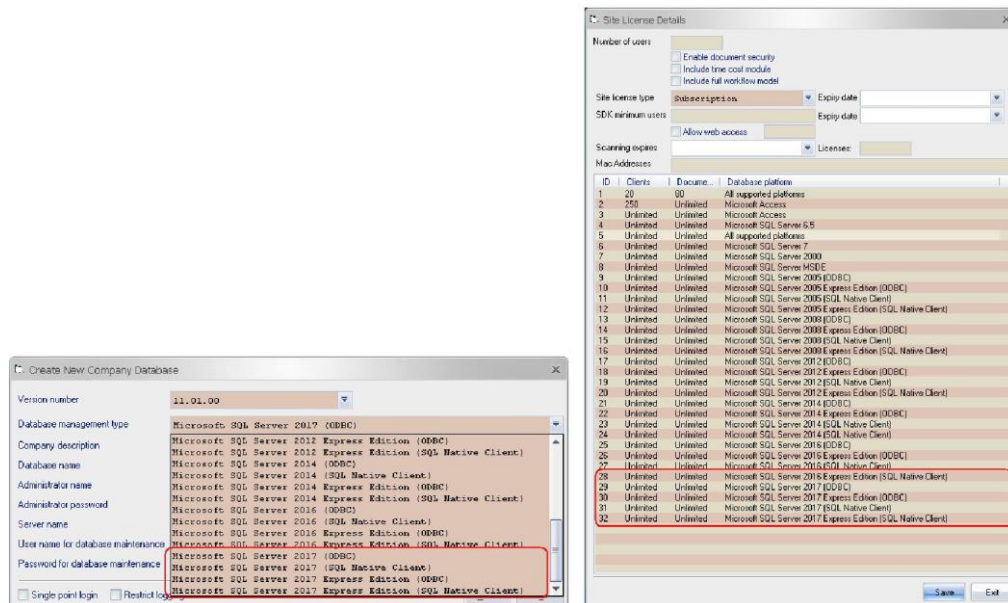 Create New Company Database
Version number 11.01.00
Database management type Microsoft SQL Server 2017 (ODBC)
Company description
Database name
Administrator name
Administrator password
Server name
User name for database maintenance
Password for database maintenance
Microsoft SQL Server 2012 Express Edition (ODBC)
Microsoft SQL Server 2012 Express Edition (SQL Native Client)
Microsoft SQL Server 2014 (ODBC)
Microsoft SQL Server 2014 (SQL Native Client)
Microsoft SQL Server 2014 Express Edition (ODBC)
Microsoft SQL Server 2014 Express Edition (SQL Native Client)
Microsoft SQL Server 2016 (ODBC)
Microsoft SQL Server 2016 (SQL Native Client)
Microsoft SQL Server 2016 Express Edition (ODBC)
Microsoft SQL Server 2016 Express Edition (SQL Native Client)
Microsoft SQL Server 2017 (ODBC)
Microsoft SQL Server 2017 (SQL Native Client)
Microsoft SQL Server 2017 Express Edition (ODBC)
Microsoft SQL Server 2017 Express Edition (SQL Native Client)
Single point login Restrict
Site License Details
Number of users
Enable document security
Include time cost module
Include full workflow model
Site license type Subscription Expiry date
SDK minimum users Expiry date
Allow web access
Scanning expires Licensee:
Mac Addresses
ID Clients Docume... Database platform
1 20 80 All supported platforms
2 250 Unlimited Microsoft Access
3 Unlimited Unlimited Microsoft Access
4 Unlimited Unlimited Microsoft SQL Server 6.5
5 Unlimited Unlimited All supported platforms
6 Unlimited Unlimited Microsoft SQL Server 7
7 Unlimited Unlimited Microsoft SQL Server 2000
8 Unlimited Unlimited Microsoft SQL Server MSDE
9 Unlimited Unlimited Microsoft SQL Server 2005 (ODBC)
10 Unlimited Unlimited Microsoft SQL Server 2005 Express Edition (ODBC)
11 Unlimited Unlimited Microsoft SQL Server 2005 (SQL Native Client)
12 Unlimited Unlimited Microsoft SQL Server 2005 Express Edition (SQL Native Client)
13 Unlimited Unlimited Microsoft SQL Server 2008 (ODBC)
14 Unlimited Unlimited Microsoft SQL Server 2008 Express Edition (ODBC)
15 Unlimited Unlimited Microsoft SQL Server 2008 (SQL Native Client)
16 Unlimited Unlimited Microsoft SQL Server 2008 Express Edition (SQL Native Client)
17 Unlimited Unlimited Microsoft SQL Server 2012 (ODBC)
18 Unlimited Unlimited Microsoft SQL Server 2012 Express Edition (ODBC)
19 Unlimited Unlimited Microsoft SQL Server 2012 (SQL Native Client)
20 Unlimited Unlimited Microsoft SQL Server 2012 Express Edition (SQL Native Client)
21 Unlimited Unlimited Microsoft SQL Server 2014 (ODBC)
22 Unlimited Unlimited Microsoft SQL Server 2014 Express Edition (ODBC)
23 Unlimited Unlimited Microsoft SQL Server 2014 (SQL Native Client)
24 Unlimited Unlimited Microsoft SQL Server 2014 (SQL Native Client)
25 Unlimited Unlimited Microsoft SQL Server 2016 (ODBC)
26 Unlimited Unlimited Microsoft SQL Server 2016 Express Edition (ODBC)
27 Unlimited Unlimited Microsoft SQL Server 2016 (SQL Native Client)
28 Unlimited Unlimited Microsoft SQL Server 2016 Express Edition (SQL Native Client)
29 Unlimited Unlimited Microsoft SQL Server 2017 (ODBC)
30 Unlimited Unlimited Microsoft SQL Server 2017 Express Edition (ODBC)
31 Unlimited Unlimited Microsoft SQL Server 2017 (SQL Native Client)
32 Unlimited Unlimited Microsoft SQL Server 2017 Express Edition (SQL Native Client)
Save Exit